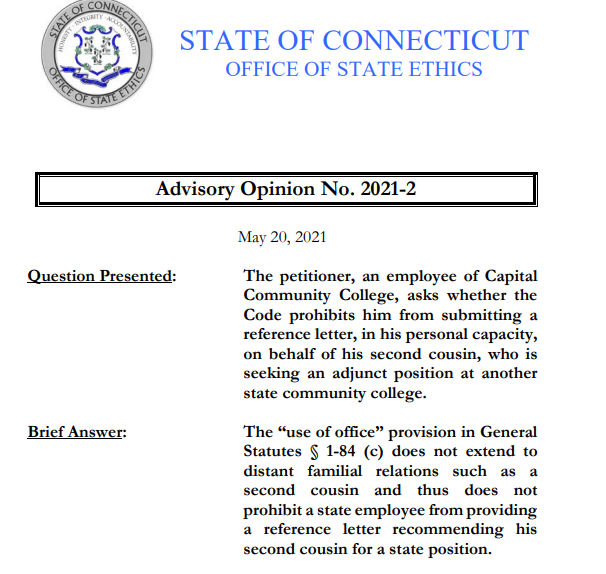 STATE OF CONNECTICUT
HONESTY · INTEGRITY · ACCOUNTABILITY
OFFICE OF STATE ETHICS
STATE OF CONNECTICUT
OFFICE OF STATE ETHICS
Advisory Opinion No. 2021-2
May 20, 2021
Question Presented: The petitioner, an employee of Capital
Community College, asks whether the
Code prohibits him from submitting a
reference letter, in his personal capacity,
on behalf of his second cousin, who is
seeking an adjunct position at another
state community college.
Brief Answer: The “use of office” provision in General
Statutes § 1-84 (c) does not extend to
distant familial relations such as a
second cousin and thus does not
prohibit a state employee from providing
a reference letter recommending his
second cousin for a state position.